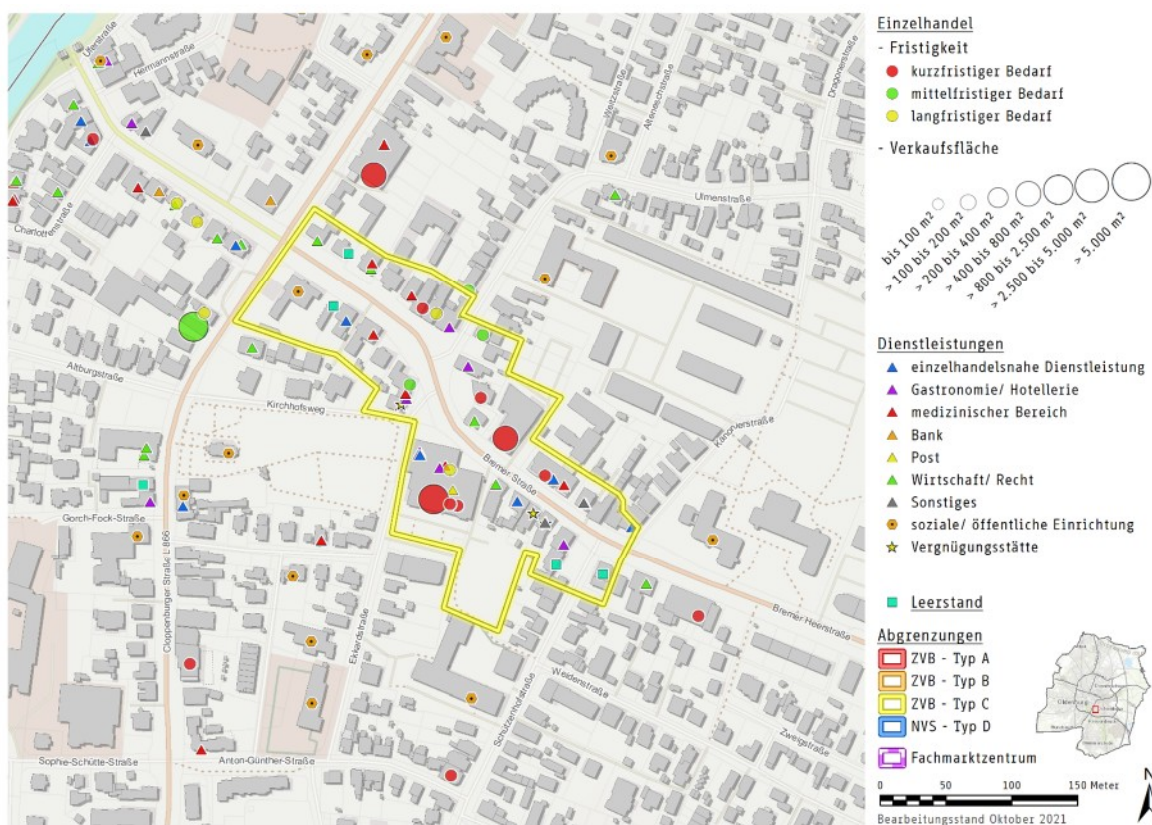 Einzelhandel
- Fristigkeit
kurzfristiger Bedarf
mittelfristiger Bedarf
langfristiger Bedarf
- Verkaufsfläche
bis 100 m²
> 100 bis 200 m²
> 200 bis 400 m²
> 400 bis 800 m²
> 800 bis 2.500 m²
> 2.500 bis 5.000 m²
> 5.000 m²
Dienstleistungen
einzelhandelsnahe Dienstleistung
Gastronomie/ Hotellerie
medizinischer Bereich
Bank
Post
Wirtschaft/ Recht
Sonstiges
soziale/ öffentliche Einrichtung
Vergnügungsstätte
Leerstand
Abgrenzungen
ZVB - Typ A
ZVB - Typ B
ZVB - Typ C
NVS - Typ D
Fachmarktzentrum
0 50 100 150 Meter
N
Bearbeitungsstand Oktober 2021
Uferstraße
Hermannstraße
Weitzstraße
Alteneschstraße
Dragonerstraße
Ulmenstraße
Charlottenstraße
Altburgstraße
Kirchhofsweg
Kanonierstraße
Bremer-Straße
Gorch-Fock-Straße
Cloppenburger Straße L 866
Ekkardstraße
Bremer Heerstraße
Weidenstraße
Schützenhofstraße
Zweigstraße
Sophie-Schütte-Straße
Anton-Günther-Straße